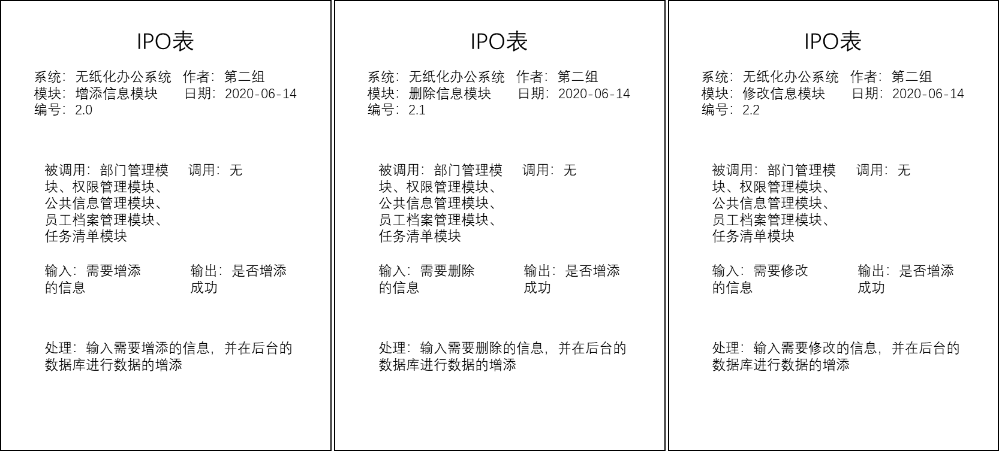 IPO表
系统：无纸化办公系统 作者：第二组
模块：增添信息模块 日期：2020-06-14
编号：2.0
被调用：部门管理模
块、权限管理模块、
公共信息管理模块、
员工档案管理模块、
任务清单模块
调用：无
输入：需要增添
的信息
输出：是否增添
成功
处理：输入需要增添的信息，并在后台的
数据库进行数据的增添
IPO表
系统：无纸化办公系统 作者：第二组
模块：删除信息模块 日期：2020-06-14
编号：2.1
被调用：部门管理模
块、权限管理模块、
公共信息管理模块、
员工档案管理模块、
任务清单模块
调用：无
输入：需要删除
的信息
输出：是否增添
成功
处理：输入需要删除的信息，并在后台的
数据库进行数据的增添
IPO表
系统：无纸化办公系统 作者：第二组
模块：修改信息模块 日期：2020-06-14
编号：2.2
被调用：部门管理模
块、权限管理模块、
公共信息管理模块、
员工档案管理模块、
任务清单模块
调用：无
输入：需要修改
的信息
输出：是否增添
成功
处理：输入需要修改的信息，并在后台的
数据库进行数据的增添